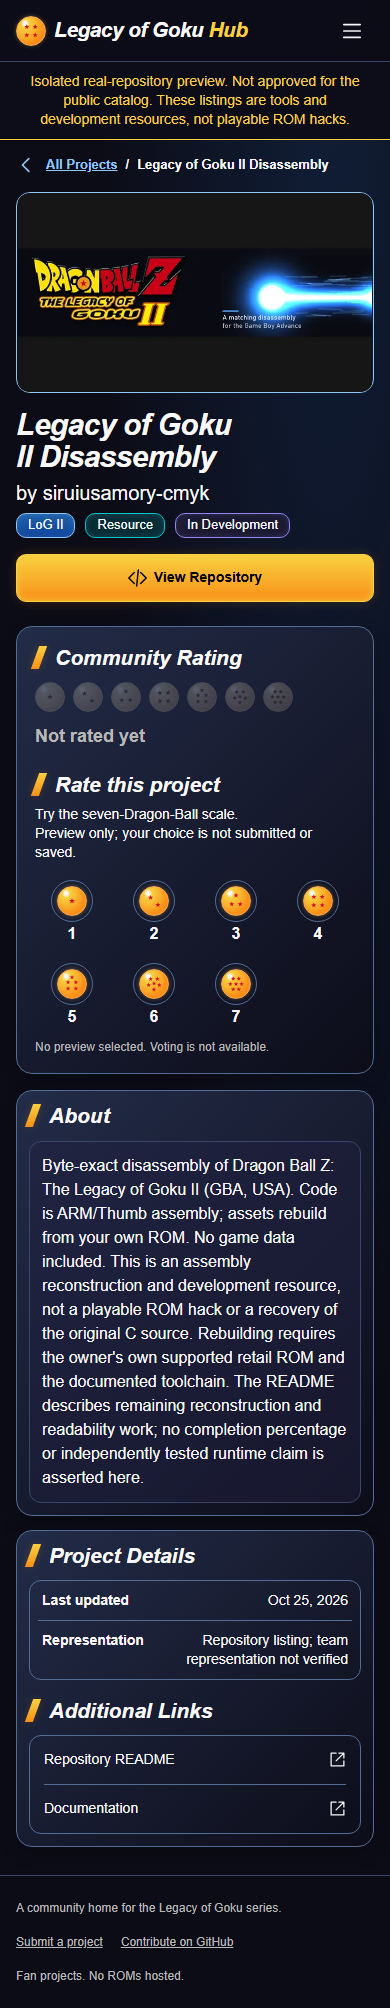 Legacy of Goku Hub
Isolated real-repository preview. Not approved for the
public catalog. These listings are tools and
development resources, not playable ROM hacks.
All Projects / Legacy of Goku II Disassembly
DRAGON BALL Z
THE LEGACY OF
GOKU II
A matching disassembly
for the Game Boy Advance
Legacy of Goku
II Disassembly
by siruiusamory-cmyk
LoG II Resource In Development
View Repository
Community Rating
Not rated yet
Rate this project
Try the seven-Dragon-Ball scale.
Preview only; your choice is not submitted or
saved.
1 2 3 4
5 6 7
No preview selected. Voting is not available.
About
Byte-exact disassembly of Dragon Ball Z:
The Legacy of Goku II (GBA, USA). Code
is ARM/Thumb assembly; assets rebuild
from your own ROM. No game data
included. This is an assembly
reconstruction and development resource,
not a playable ROM hack or a recovery of
the original C source. Rebuilding requires
the owner's own supported retail ROM and
the documented toolchain. The README
describes remaining reconstruction and
readability work; no completion percentage
or independently tested runtime claim is
asserted here.
Project Details
Last updated Oct 25, 2026
Representation Repository listing; team
representation not verified
Additional Links
Repository README
Documentation
A community home for the Legacy of Goku series.
Submit a project Contribute on GitHub
Fan projects. No ROMs hosted.